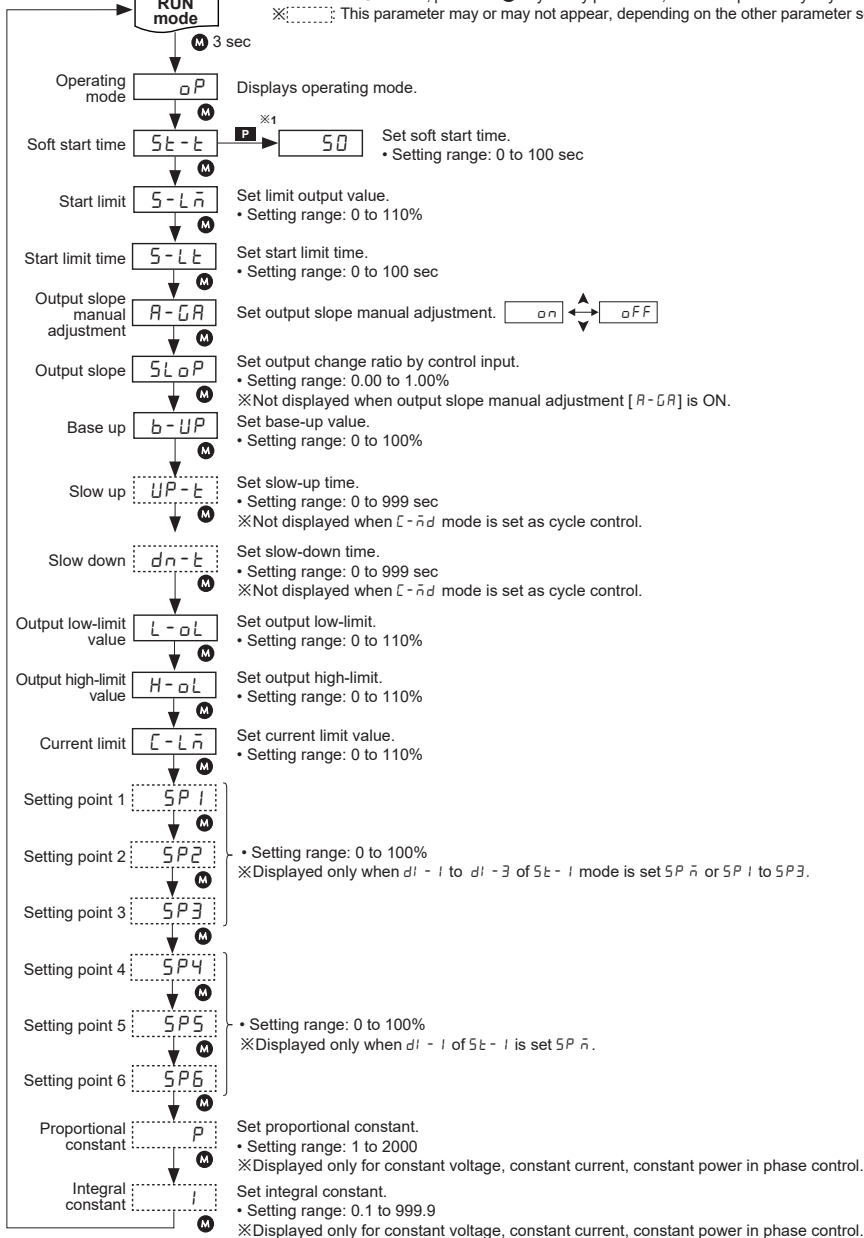 RUN
mode
※ : This parameter may or may not appear, depending on the other parameter s
M 3 sec
Operating
mode
oP
Displays operating mode.
M
※1
Soft start time
St-t
P
50
Set soft start time.
• Setting range: 0 to 100 sec
M
Start limit
S-Lm
Set limit output value.
• Setting range: 0 to 110%
M
Start limit time
S-Lt
Set start limit time.
• Setting range: 0 to 100 sec
M
Output slope
manual
adjustment
A-GA
Set output slope manual adjustment.
on
oFF
M
Output slope
SLoP
Set output change ratio by control input.
• Setting range: 0.00 to 1.00%
※Not displayed when output slope manual adjustment [A-GA] is ON.
M
Base up
b-UP
Set base-up value.
• Setting range: 0 to 100%
M
Slow up
UP-t
Set slow-up time.
• Setting range: 0 to 999 sec
※Not displayed when C-md mode is set as cycle control.
M
Slow down
dn-t
Set slow-down time.
• Setting range: 0 to 999 sec
※Not displayed when C-md mode is set as cycle control.
M
Output low-limit
value
L-oL
Set output low-limit.
• Setting range: 0 to 110%
M
Output high-limit
value
H-oL
Set output high-limit.
• Setting range: 0 to 110%
M
Current limit
C-Lm
Set current limit value.
• Setting range: 0 to 110%
M
Setting point 1
SP1
M
Setting point 2
SP2
• Setting range: 0 to 100%
※Displayed only when dI-1 to dI-3 of St-1 mode is set SPm or SP1 to SP3.
M
Setting point 3
SP3
M
Setting point 4
SP4
M
Setting point 5
SP5
• Setting range: 0 to 100%
※Displayed only when dI-1 of St-1 is set SPm.
M
Setting point 6
SP6
M
Proportional
constant
P
Set proportional constant.
• Setting range: 1 to 2000
※Displayed only for constant voltage, constant current, constant power in phase control.
M
Integral
constant
I
Set integral constant.
• Setting range: 0.1 to 999.9
※Displayed only for constant voltage, constant current, constant power in phase control.
M